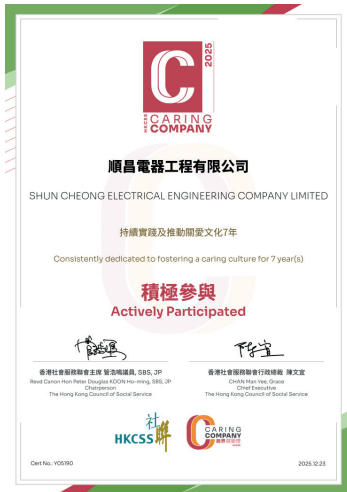 2025
HKCSS
CARING
COMPANY
順昌電器工程有限公司
SHUN CHEONG ELECTRICAL ENGINEERING COMPANY LIMITED
持續實踐及推動關愛文化7年
Consistently dedicated to fostering a caring culture for 7 year(s)
積極參與
Actively Participated
香港社會服務聯會主席 管浩鳴議員, SBS, JP
Revd Canon Hon Peter Douglas KOON Ho-ming, SBS, JP
Chairperson
The Hong Kong Council of Social Service
香港社會服務聯會行政總裁 陳文宜
CHAN Man Yee, Grace
Chief Executive
The Hong Kong Council of Social Service
HKCSS 社聯
CARING
COMPANY
商界展關懷
Cert No.: Y05190
2025.12.23